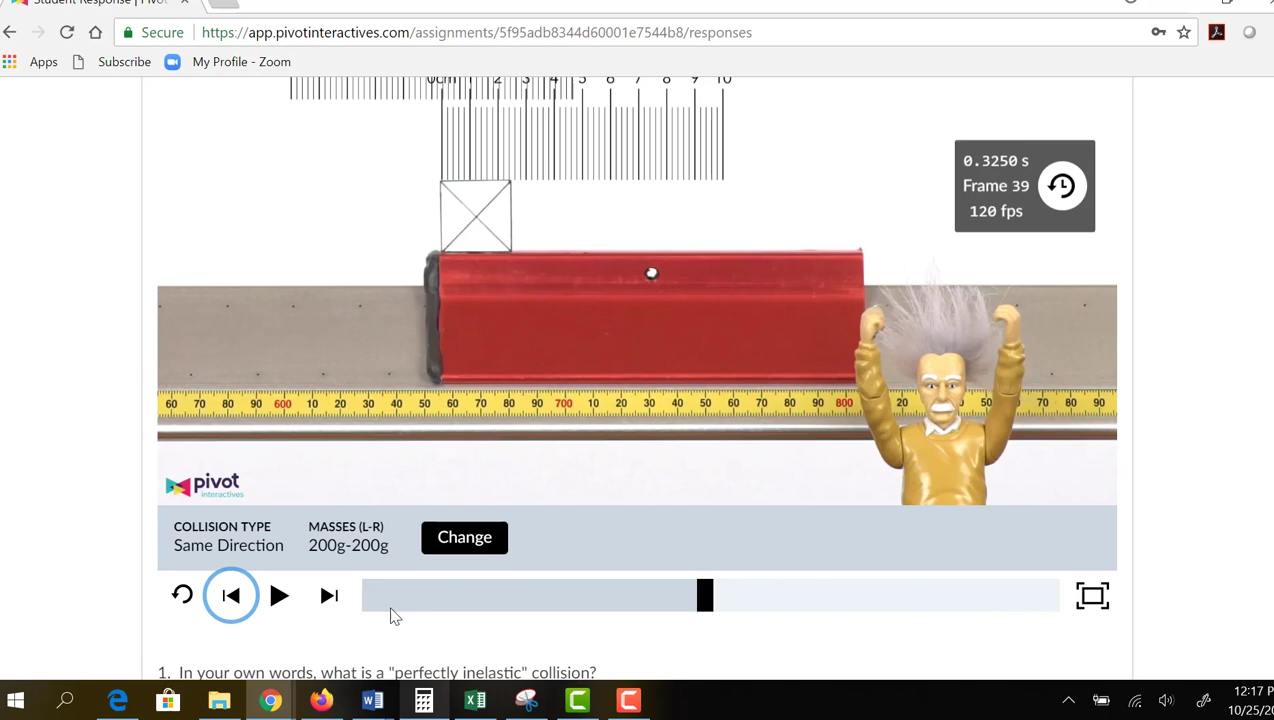 Student Response | Pivot
Secure https://app.pivotinteractives.com/assignments/5f95adb8344d60001e7544b8/responses
Apps Subscribe My Profile - Zoom
0cm 1 2 3 4 5 6 7 8 9 10
0.3250 s
Frame 39
120 fps
60 70 80 90 600 10 20 30 40 50 60 70 80 90 700 10 20 30 40 50 60 70 80 90 800 20 50 60 70 80 90
pivot
interactives
COLLISION TYPE MASSES (L-R)
Same Direction 200g-200g Change
1. In your own words, what is a "perfectly inelastic" collision?
12:17 P
10/25/20